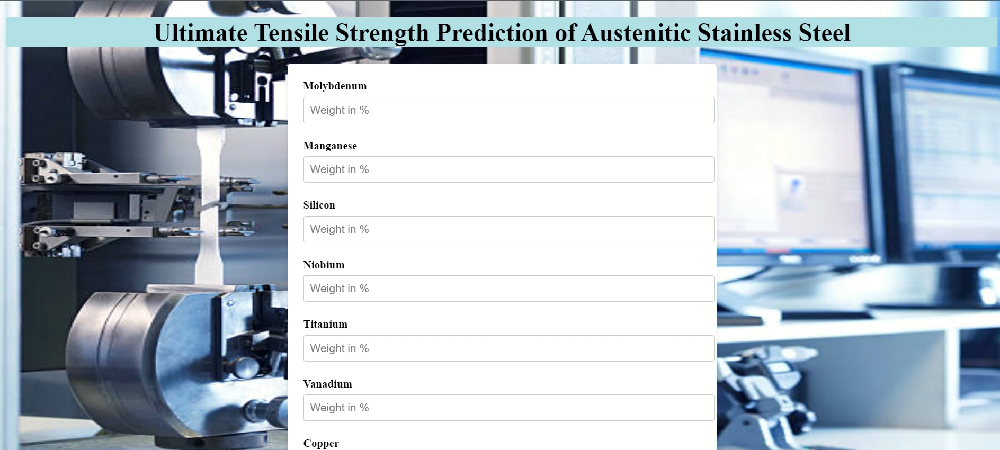 Ultimate Tensile Strength Prediction of Austenitic Stainless Steel
Molybdenum
Weight in %
Manganese
Weight in %
Silicon
Weight in %
Niobium
Weight in %
Titanium
Weight in %
Vanadium
Weight in %
Copper